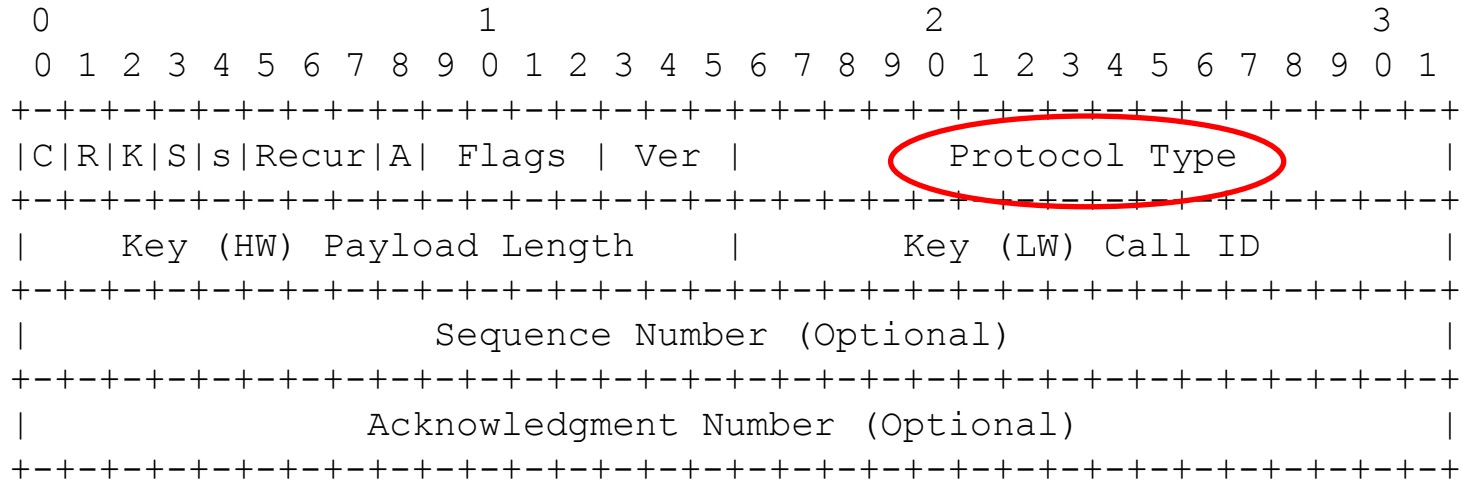 0                   1                   2                   3
 0 1 2 3 4 5 6 7 8 9 0 1 2 3 4 5 6 7 8 9 0 1 2 3 4 5 6 7 8 9 0 1
+-+-+-+-+-+-+-+-+-+-+-+-+-+-+-+-+-+-+-+-+-+-+-+-+-+-+-+-+-+-+-+-+
|C|R|K|S|s|Recur|A| Flags | Ver |         Protocol Type         |
+-+-+-+-+-+-+-+-+-+-+-+-+-+-+-+-+-+-+-+-+-+-+-+-+-+-+-+-+-+-+-+-+
|    Key (HW) Payload Length    |       Key (LW) Call ID        |
+-+-+-+-+-+-+-+-+-+-+-+-+-+-+-+-+-+-+-+-+-+-+-+-+-+-+-+-+-+-+-+-+
|                  Sequence Number (Optional)                   |
+-+-+-+-+-+-+-+-+-+-+-+-+-+-+-+-+-+-+-+-+-+-+-+-+-+-+-+-+-+-+-+-+
|               Acknowledgment Number (Optional)                |
+-+-+-+-+-+-+-+-+-+-+-+-+-+-+-+-+-+-+-+-+-+-+-+-+-+-+-+-+-+-+-+-+